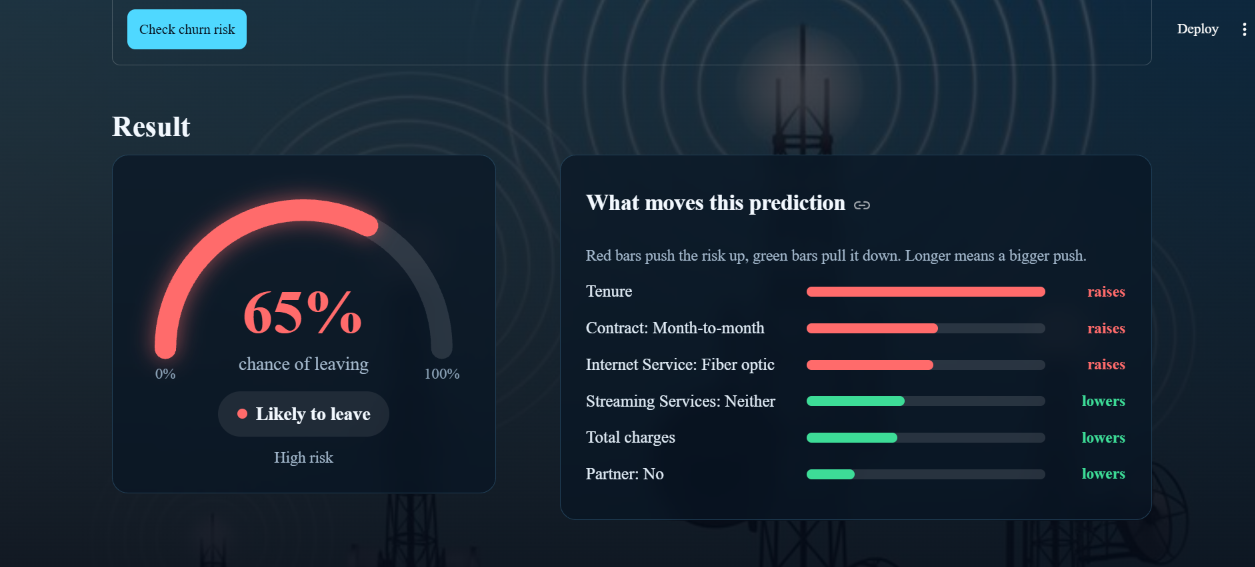 Check churn risk
Deploy
Result
65%
chance of leaving
0%
100%
Likely to leave
High risk
What moves this prediction
Red bars push the risk up, green bars pull it down. Longer means a bigger push.
Tenure raises
Contract: Month-to-month raises
Internet Service: Fiber optic raises
Streaming Services: Neither lowers
Total charges lowers
Partner: No lowers